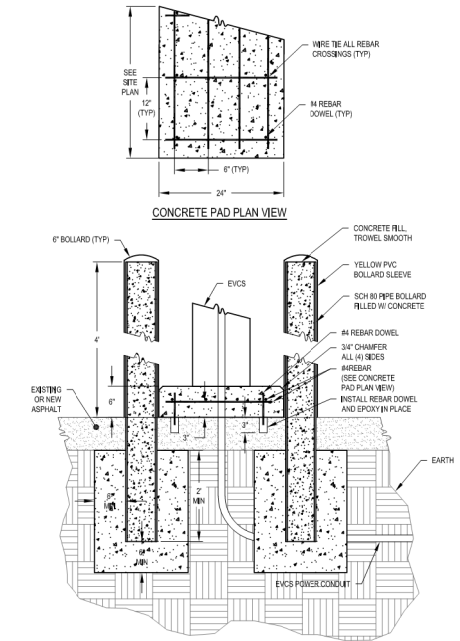 WIRE TIE ALL REBAR
CROSSINGS (TYP)
SEE
SITE
PLAN
12"
(TYP)
#4 REBAR
DOWEL (TYP)
6" (TYP)
24"
CONCRETE PAD PLAN VIEW
6" BOLLARD (TYP)
CONCRETE FILL,
TROWEL SMOOTH
YELLOW PVC
BOLLARD SLEEVE
EVCS
SCH 80 PIPE BOLLARD
FILLED W/ CONCRETE
4'
#4 REBAR DOWEL
3/4" CHAMFER
ALL (4) SIDES
#4REBAR
(SEE CONCRETE
PAD PLAN VIEW)
INSTALL REBAR DOWEL
AND EPOXY IN PLACE
EXISTING
OR NEW
ASPHALT
6"
3"
3"
EARTH
6"
MIN
2'
MIN
6"
MIN
EVCS POWER CONDUIT